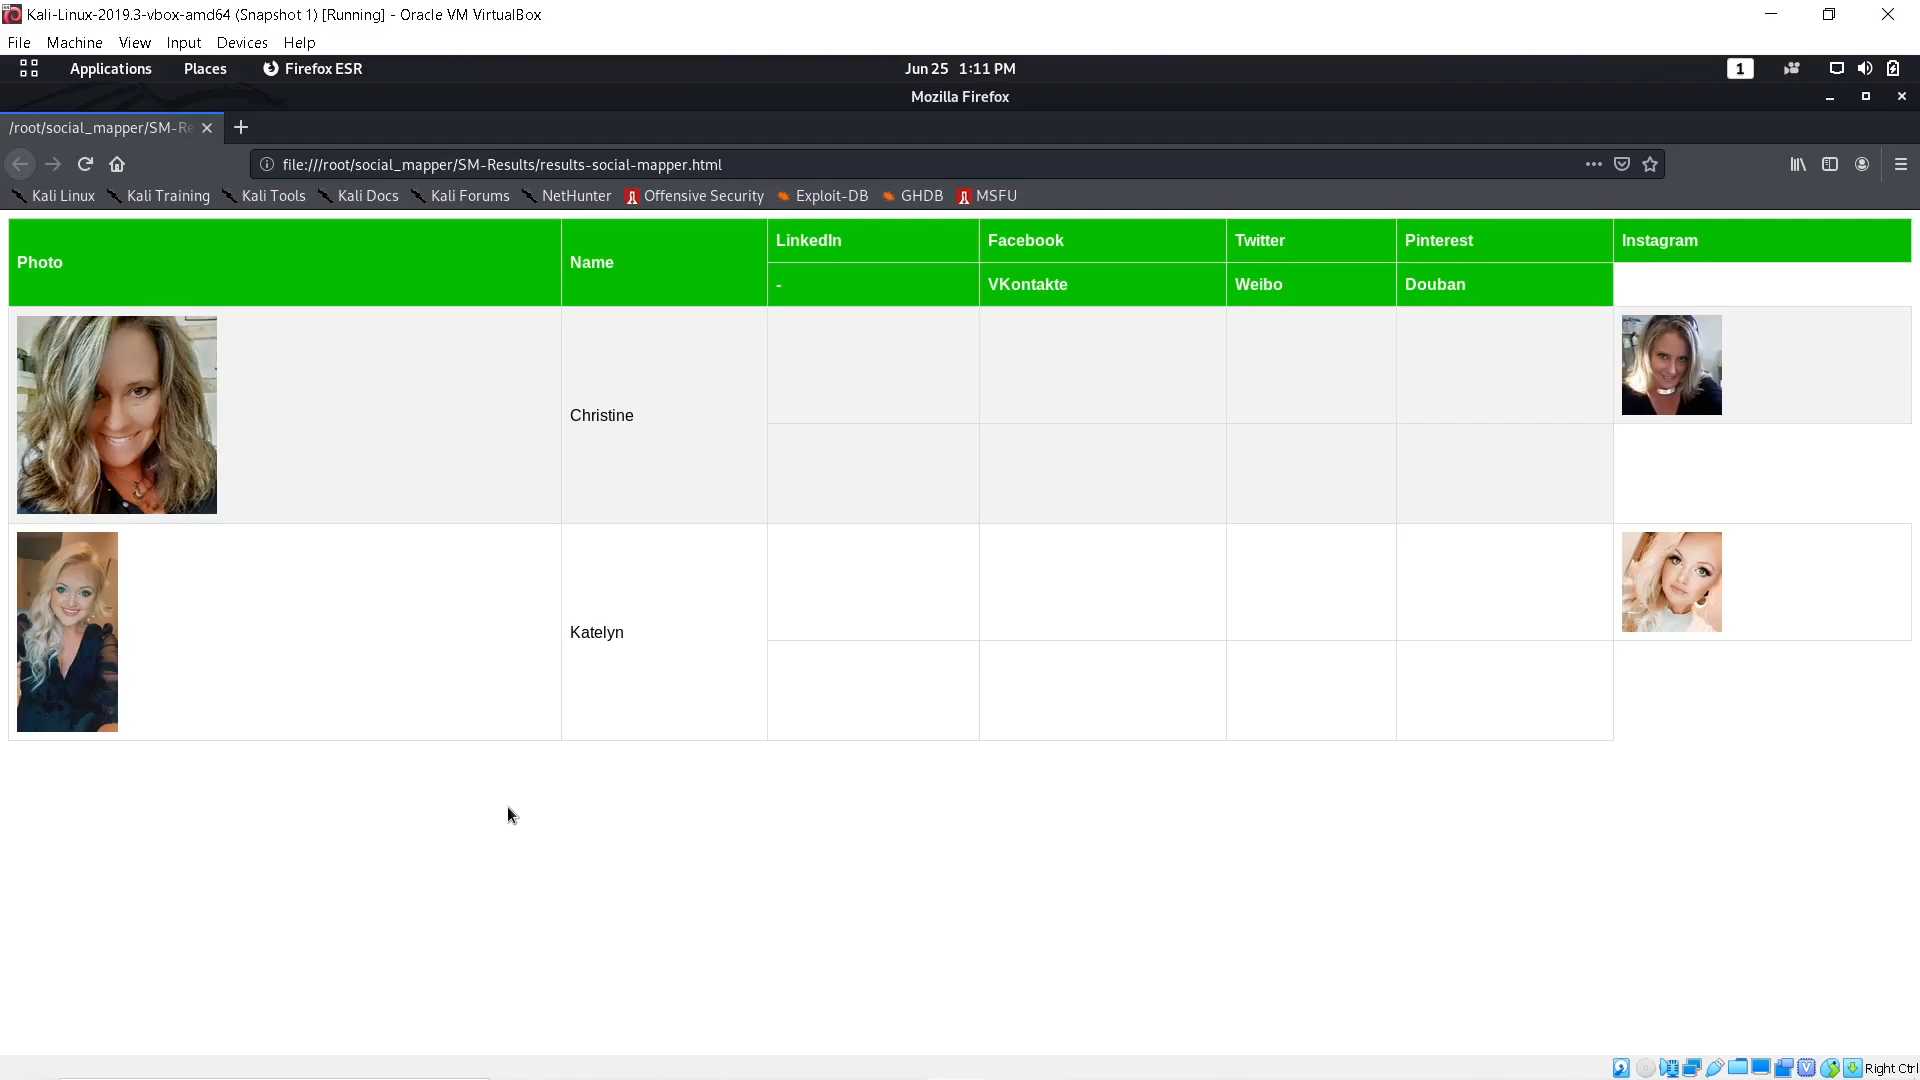 Kali-Linux-2019.3-vbox-amd64 (Snapshot 1) [Running] - Oracle VM VirtualBox
File Machine View Input Devices Help
Applications Places Firefox ESR Jun 25 1:11 PM 1
Mozilla Firefox
/root/social_mapper/SM-Re
file:///root/social_mapper/SM-Results/results-social-mapper.html
Kali Linux Kali Training Kali Tools Kali Docs Kali Forums NetHunter Offensive Security Exploit-DB GHDB MSFU
Photo Name LinkedIn Facebook Twitter Pinterest Instagram
- VKontakte Weibo Douban
Christine
Katelyn
Right Ctrl